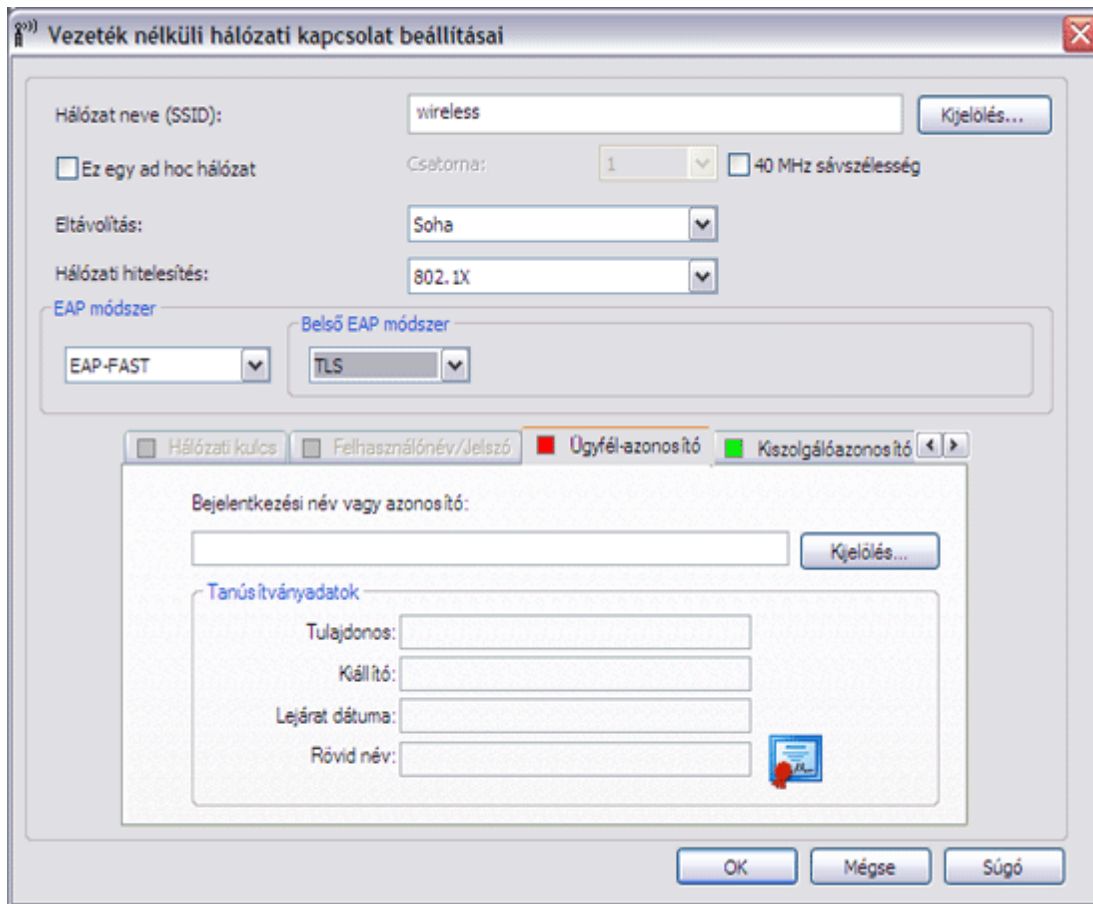 Vezeték nélküli hálózati kapcsolat beállításai
Hálózat neve (SSID): wireless Kijelölés...
Ez egy ad hoc hálózat Csatorna: 1 40 MHz sávszélesség
Eltávolítás: Soha
Hálózati hitelesítés: 802.1X
EAP módszer
Belső EAP módszer
EAP-FAST TLS
Hálózati kulcs Felhasználónév/Jelszó Ügyfél-azonosító Kiszolgálóazonosító
Bejelentkezési név vagy azonosító:
Kijelölés...
Tanúsítványadatok
Tulajdonos:
Kiállító:
Lejárat dátuma:
Rövid név:
OK Mégse Súgó